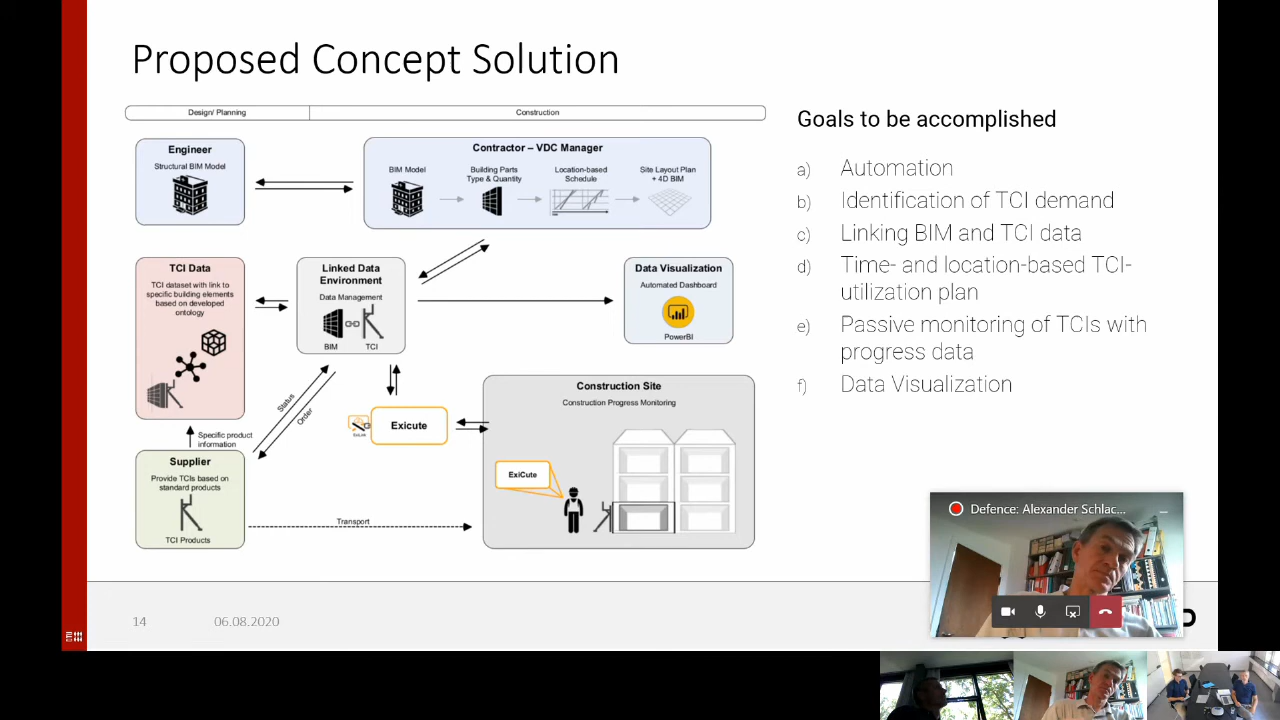 Proposed Concept Solution
Design/ Planning
Construction
Engineer
Structural BIM Model
Contractor – VDC Manager
BIM Model
Building Parts
Type & Quantity
Location-based
Schedule
Site Layout Plan
+ 4D BIM
TCI Data
TCI dataset with link to
specific building elements
based on developed
ontology
Linked Data
Environment
Data Management
BIM
TCI
Data Visualization
Automated Dashboard
PowerBI
Status
Order
Specific product
information
Exicute
Construction Site
Construction Progress Monitoring
ExiCute
Supplier
Provide TCIs based on
standard products
TCI Products
Transport
Goals to be accomplished
a) Automation
b) Identification of TCI demand
c) Linking BIM and TCI data
d) Time- and location-based TCI-
utilization plan
e) Passive monitoring of TCIs with
progress data
f) Data Visualization
Defence: Alexander Schlac...
14
06.08.2020